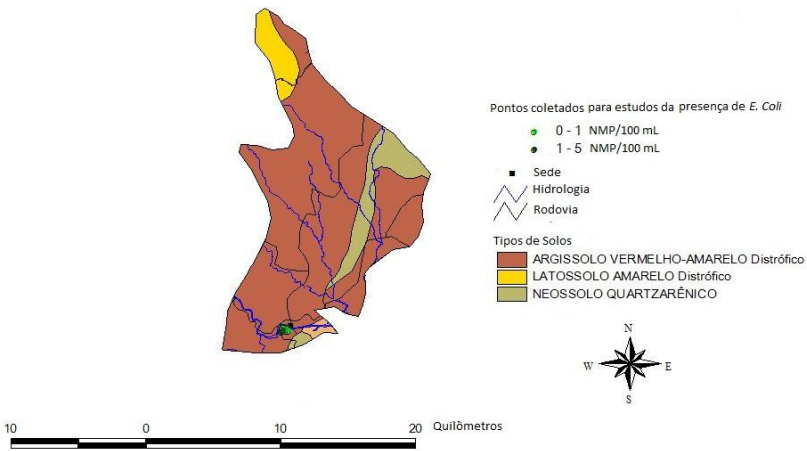 Pontos coletados para estudos da presença de E. Coli
0 - 1 NMP/100 mL
1 - 5 NMP/100 mL
Sede
Hidrologia
Rodovia
Tipos de Solos
ARGISSOLO VERMELHO-AMARELO Distrófico
LATOSSOLO AMARELO Distrófico
NEOSSOLO QUARTZARÊNICO
N
W E
S
10 0 10 20 Quilômetros